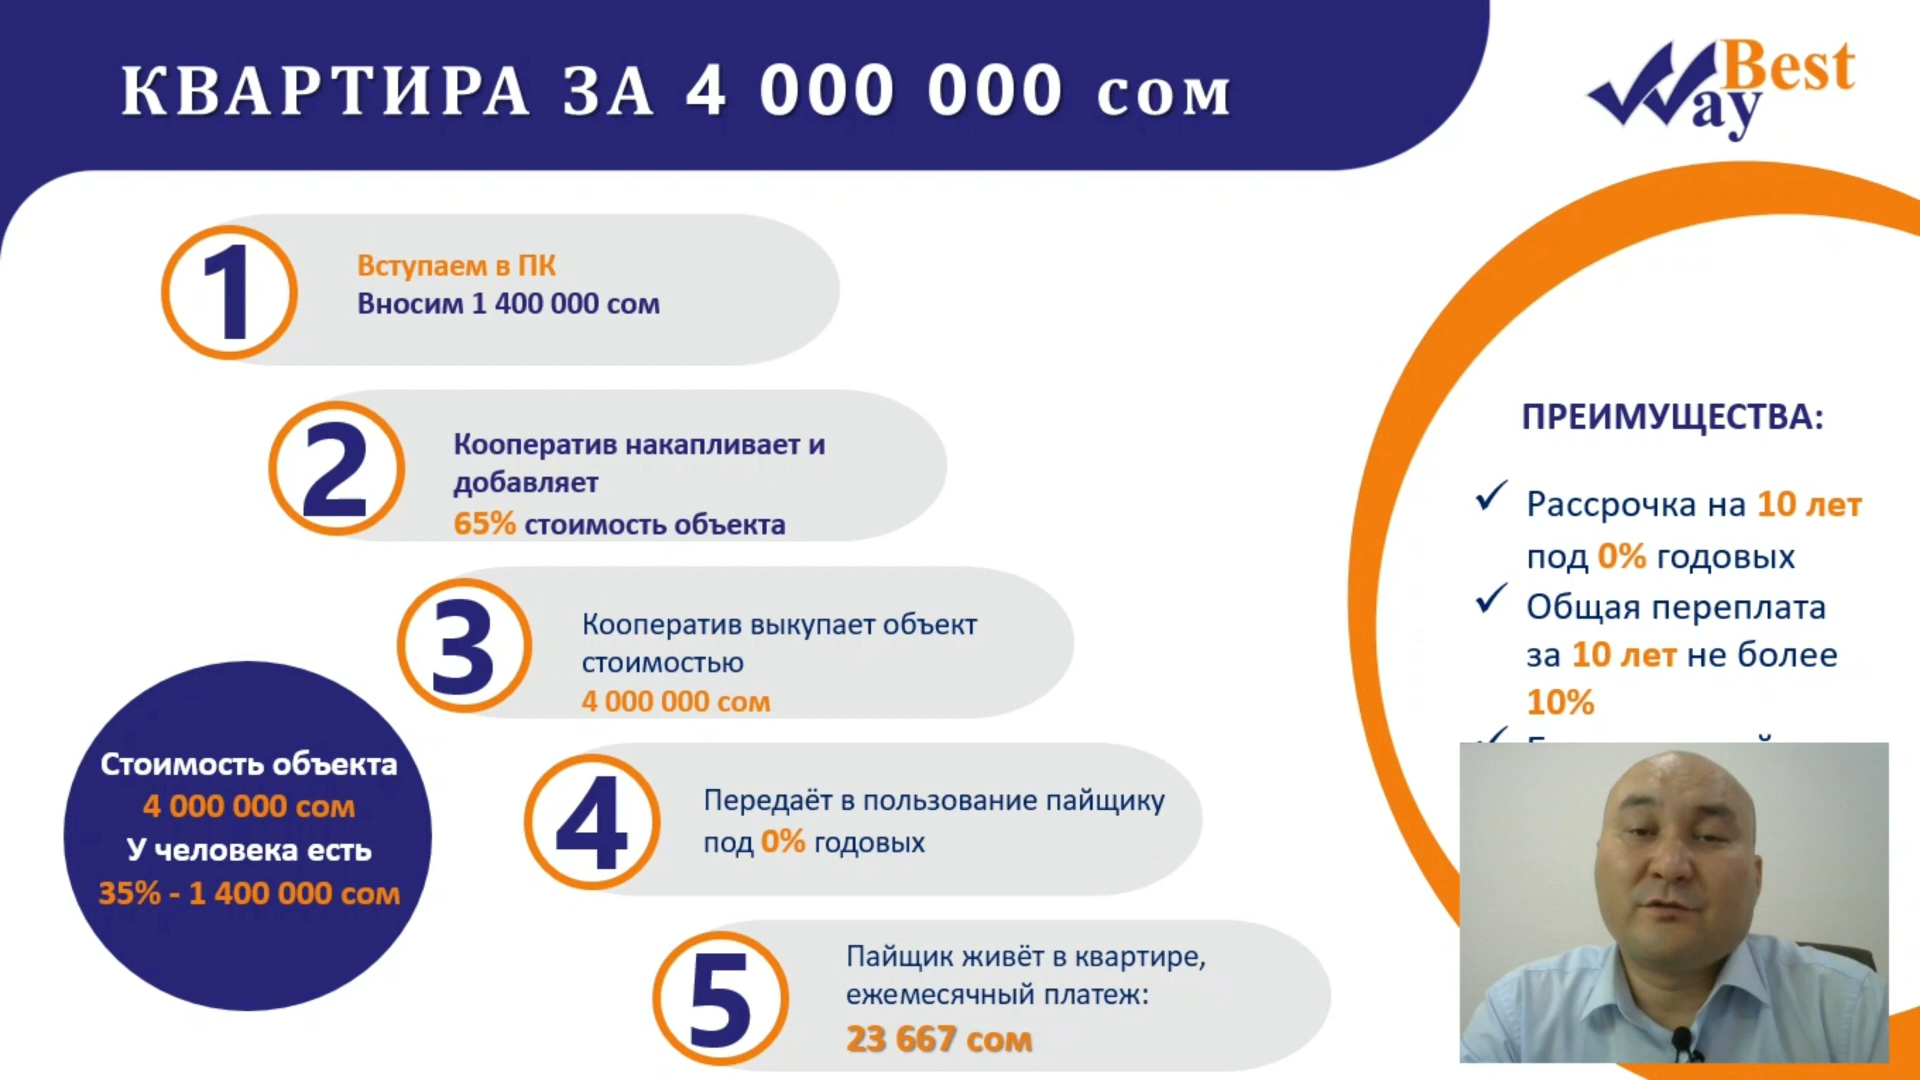 КВАРТИРА ЗА 4 000 000 сом
Best
Way
1
Вступаем в ПК
Вносим 1 400 000 сом
2
Кооператив накапливает и
добавляет
65% стоимость объекта
3
Кооператив выкупает объект
стоимостью
4 000 000 сом
4
Передаёт в пользование пайщику
под 0% годовых
5
Пайщик живёт в квартире,
ежемесячный платеж:
23 667 сом
Стоимость объекта
4 000 000 сом
У человека есть
35% - 1 400 000 сом
ПРЕИМУЩЕСТВА:
Рассрочка на 10 лет
под 0% годовых
Общая переплата
за 10 лет не более
10%